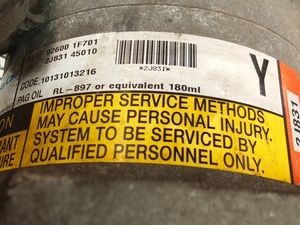 92600 1F701
2J831 45010
*2J831*
CODE 10131013216
Y
PAG OIL RL-897 or equivalent 180ml
IMPROPER SERVICE METHODS
MAY CAUSE PERSONAL INJURY.
SYSTEM TO BE SERVICED BY
QUALIFIED PERSONNEL ONLY.
2J831